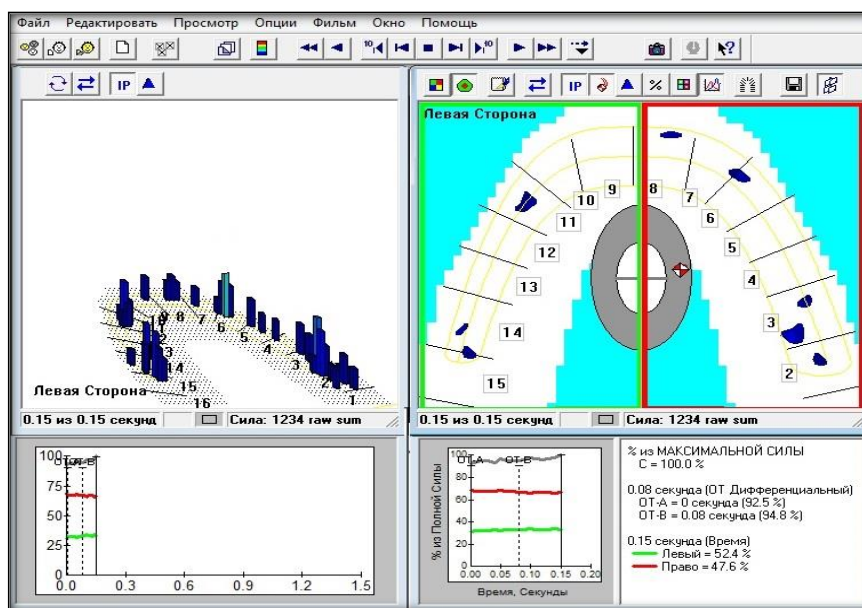 Файл Редактировать Просмотр Опции Фильм Окно Помощь
10 10
IP
IP %
Левая Сторона
9 8
10 7
11 6
12 5
13 4
14 3
15 2
8 7 6 5 4 3 2 1
3
14
15
16
Левая Сторона
0.15 из 0.15 секунд Сила: 1234 raw sum
0.15 из 0.15 секунд Сила: 1234 raw sum
100
75
50
25
0
0.0 0.3 0.6 0.9 1.2 1.5
% из Полной Силы
100
80
60
40
20
0
ОТ-A ОТ-B
0.00 0.05 0.10 0.15 0.20
Время, Секунды
% из МАКСИМАЛЬНОЙ СИЛЫ
C = 100.0 %
0.08 секунда (ОТ Дифференциальный)
ОТ-A = 0 секунда (92.5 %)
ОТ-B = 0.08 секунда (94.8 %)
0.15 секунда (Время)
Левый = 52.4 %
Право = 47.6 %